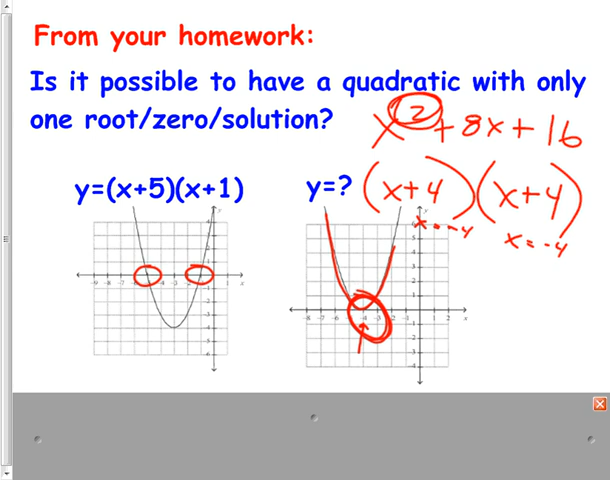 From your homework:
Is it possible to have a quadratic with only
one root/zero/solution?
x² + 8x + 16
y=(x+5)(x+1)
y=? (x+4)(x+4)
x=-4
x=-4